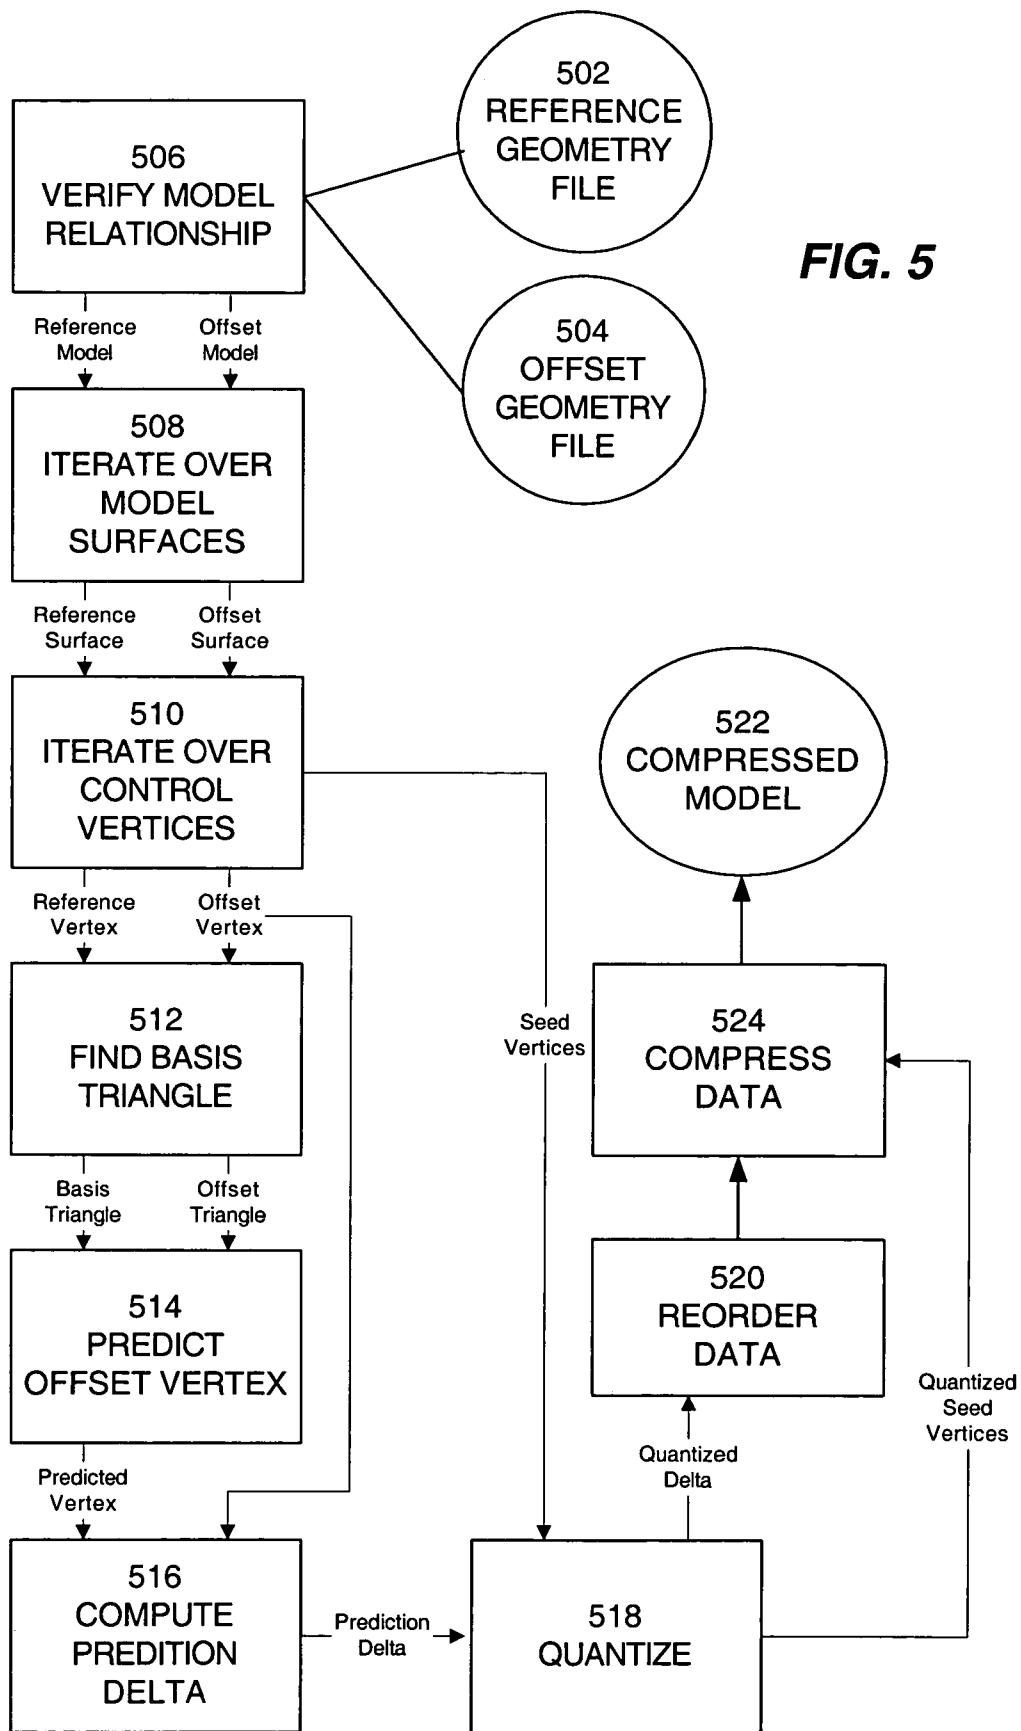 502
REFERENCE
GEOMETRY
FILE
506
VERIFY MODEL
RELATIONSHIP
FIG. 5
Reference
Model
Offset
Model
504
OFFSET
GEOMETRY
FILE
508
ITERATE OVER
MODEL
SURFACES
Reference
Surface
Offset
Surface
510
ITERATE OVER
CONTROL
VERTICES
522
COMPRESSED
MODEL
Reference
Vertex
Offset
Vertex
512
FIND BASIS
TRIANGLE
Seed
Vertices
524
COMPRESS
DATA
Basis
Triangle
Offset
Triangle
514
PREDICT
OFFSET VERTEX
520
REORDER
DATA
Quantized
Seed
Vertices
Predicted
Vertex
Quantized
Delta
516
COMPUTE
PREDITION
DELTA
Prediction
Delta
518
QUANTIZE